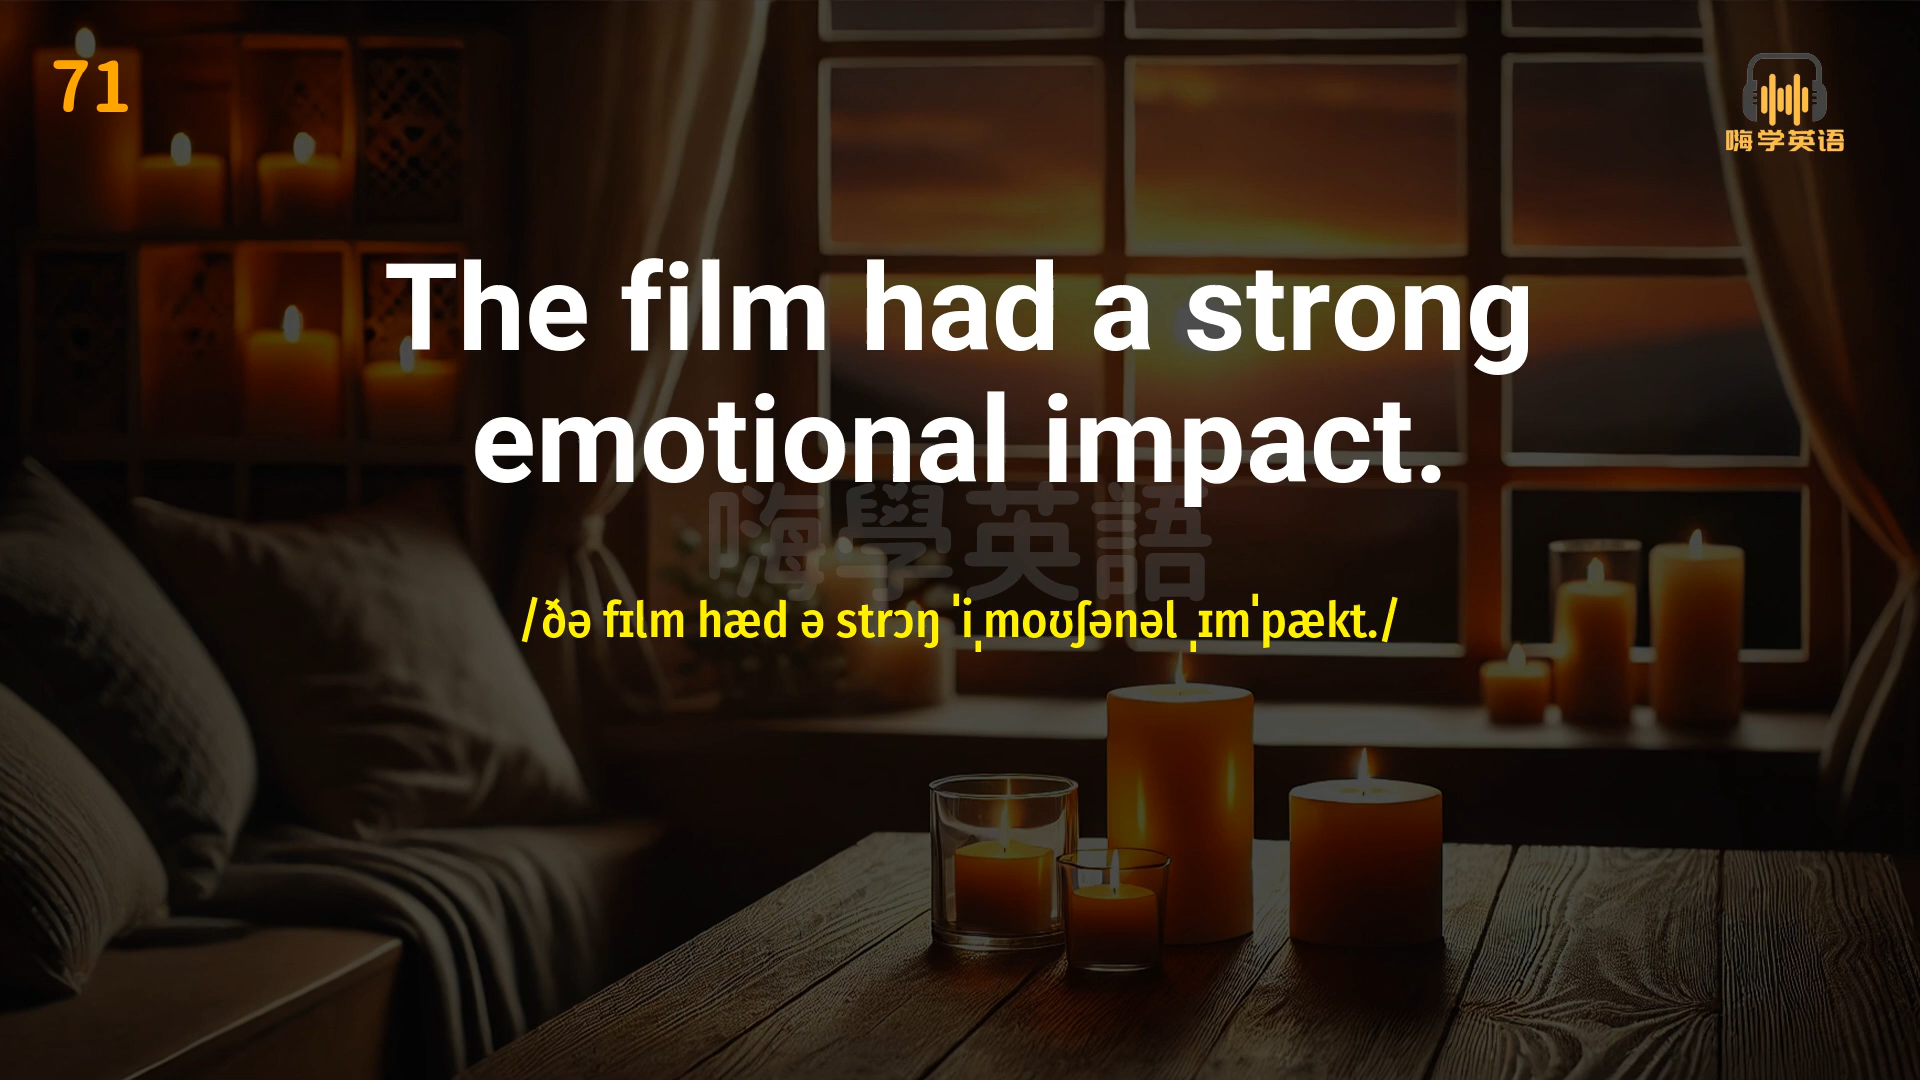 71
嗨学英语
The film had a strong
emotional impact.
嗨學英語
/ðə fɪlm hæd ə strɔŋ ˈiˌmoʊʃənəl ˌɪmˈpækt./